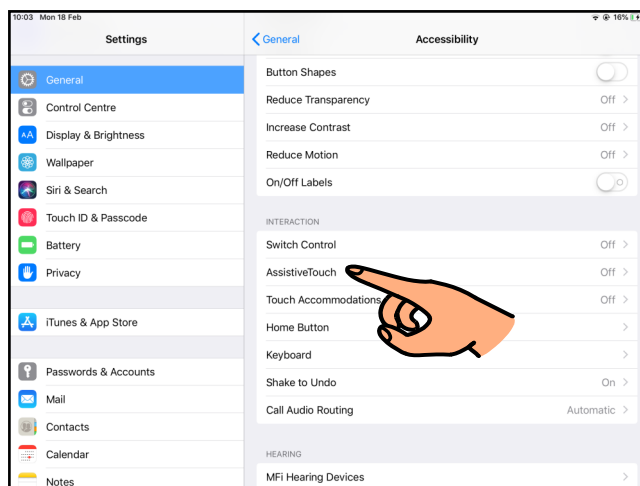 10:03 Mon 18 Feb 16%
Settings
General
Control Centre
AA Display & Brightness
Wallpaper
Siri & Search
Touch ID & Passcode
Battery
Privacy
iTunes & App Store
Passwords & Accounts
Mail
Contacts
Calendar
Notes
General Accessibility
Button Shapes
Reduce Transparency Off
Increase Contrast Off
Reduce Motion Off
On/Off Labels
INTERACTION
Switch Control Off
AssistiveTouch Off
Touch Accommodations Off
Home Button
Keyboard
Shake to Undo On
Call Audio Routing Automatic
HEARING
MFi Hearing Devices